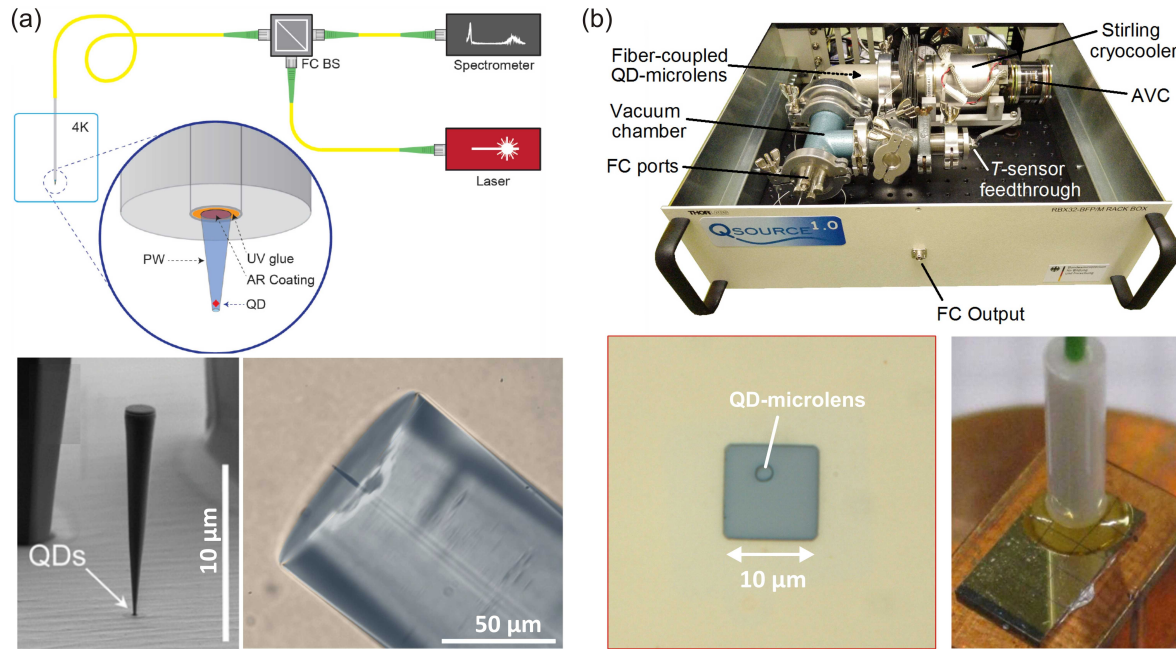 (a)
FC BS
Spectrometer
4K
Laser
PW
UV glue
AR Coating
QD
QDs
10 µm
50 µm
(b)
Fiber-coupled
QD-microlens
Vacuum
chamber
FC ports
Stirling
cryocooler
AVC
T-sensor
feedthrough
THOR
RBX32-BFP/M RACK BOX
QSOURCE 1.0
FC Output
QD-microlens
10 µm